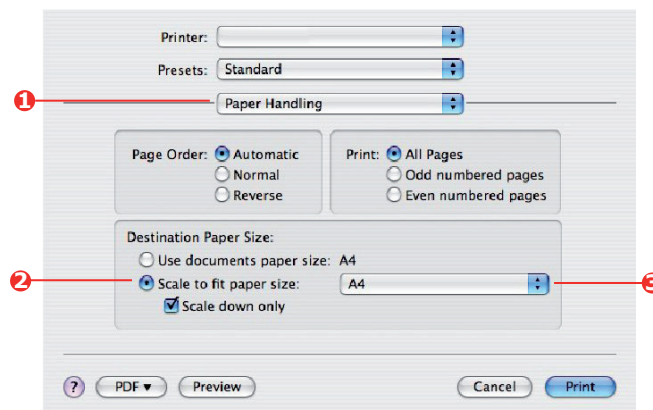 Printer:
Presets: Standard
1 Paper Handling
Page Order: Automatic Print: All Pages
Normal Odd numbered pages
Reverse Even numbered pages
Destination Paper Size:
Use documents paper size: A4
2 Scale to fit paper size: A4 3
Scale down only
? PDF ▼ Preview Cancel Print